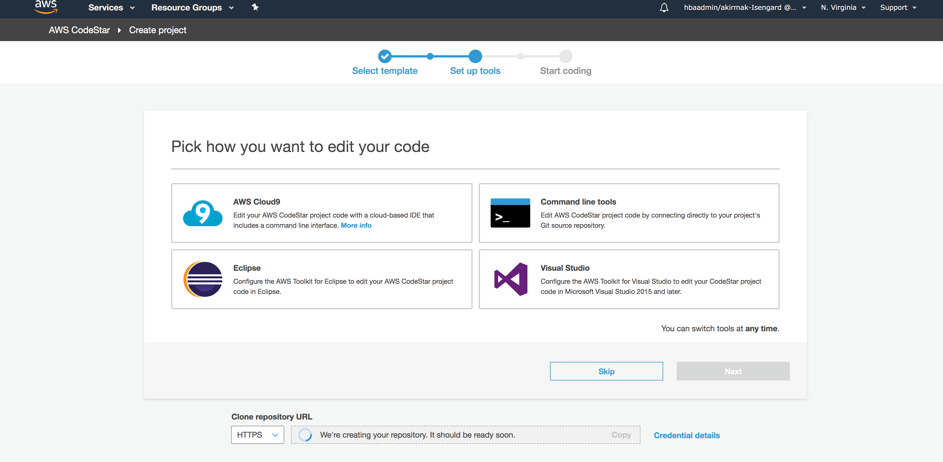 aws Services Resource Groups hbaadmin/akirmak-Isengard @... N. Virginia Support
AWS CodeStar Create project
Select template Set up tools Start coding
Pick how you want to edit your code
AWS Cloud9
Edit your AWS CodeStar project code with a cloud-based IDE that
includes a command line interface. More info
Command line tools
Edit AWS CodeStar project code by connecting directly to your project's
Git source repository.
Eclipse
Configure the AWS Toolkit for Eclipse to edit your AWS CodeStar project
code in Eclipse.
Visual Studio
Configure the AWS Toolkit for Visual Studio to edit your CodeStar project
code in Microsoft Visual Studio 2015 and later.
You can switch tools at any time.
Skip Next
Clone repository URL
HTTPS We're creating your repository. It should be ready soon. Copy Credential details